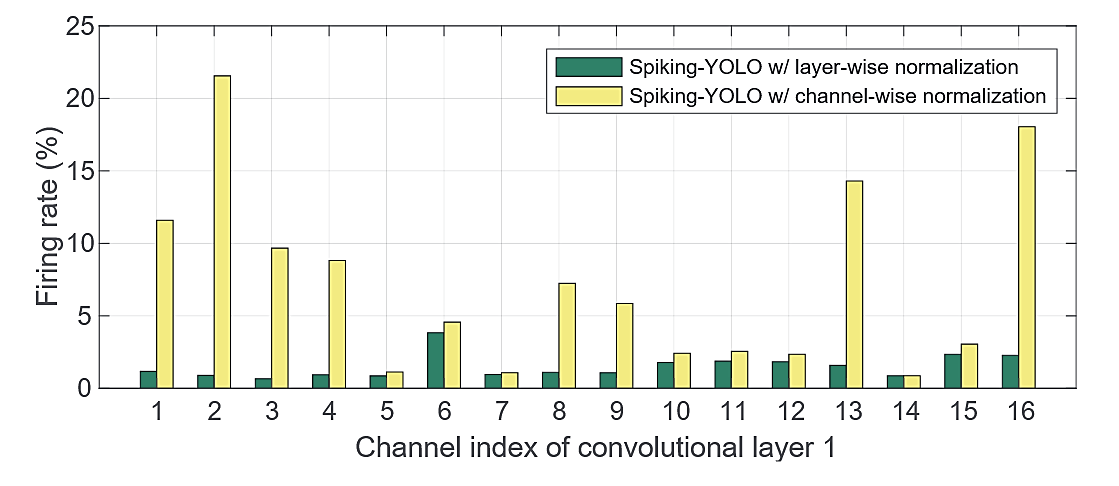 25
20
15
10
5
0
Firing rate (%)
Spiking-YOLO w/ layer-wise normalization
Spiking-YOLO w/ channel-wise normalization
1 2 3 4 5 6 7 8 9 10 11 12 13 14 15 16
Channel index of convolutional layer 1